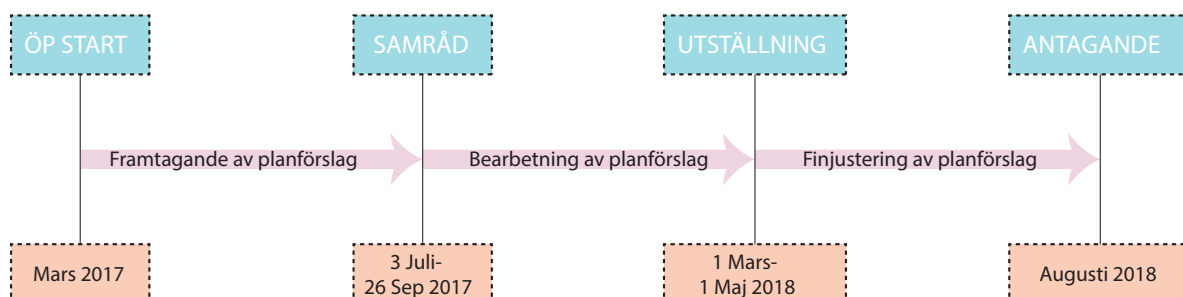 ÖP START
SAMRÅD
UTSTÄLLNING
ANTAGANDE
Framtagande av planförslag
Bearbetning av planförslag
Finjustering av planförslag
Mars 2017
3 Juli-
26 Sep 2017
1 Mars-
1 Maj 2018
Augusti 2018